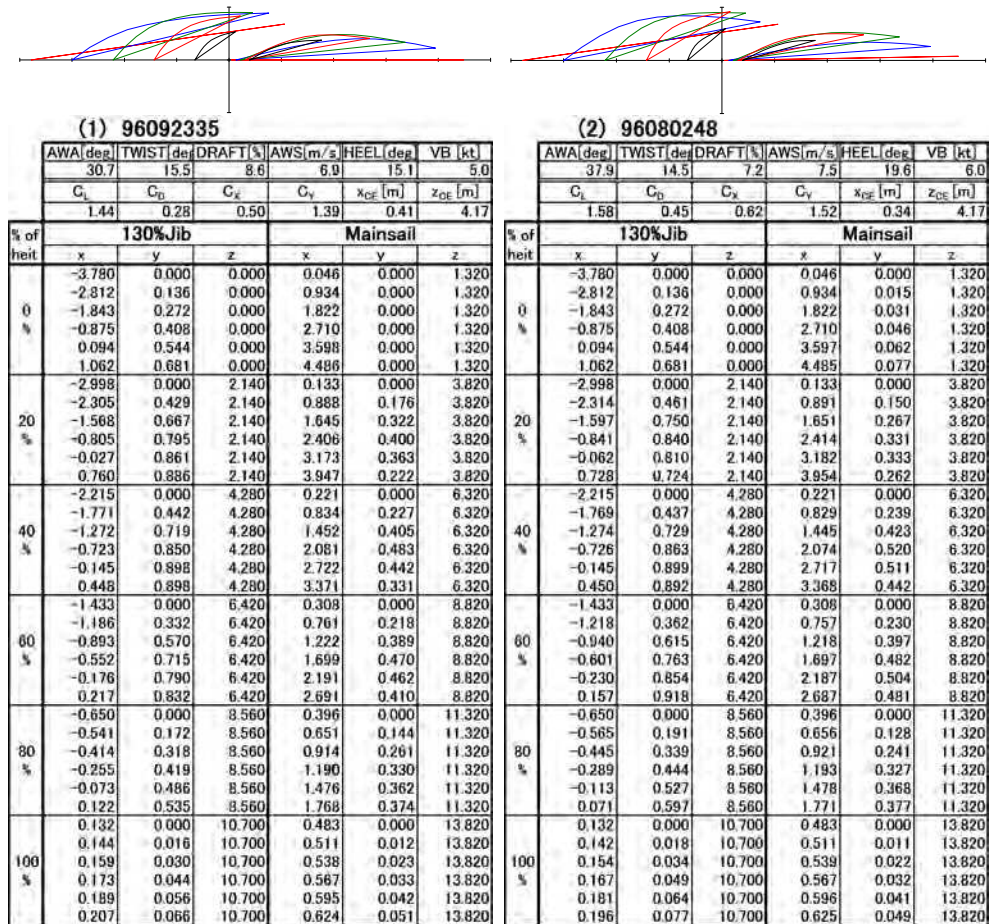 (1) 96092335
AWA[deg] TWIST[deg DRAFT[%] AWS[m/s] HEEL[deg] VB [kt]
30.7 15.5 8.6 6.9 15.1 5.0
CL CD CX CY xCE [m] zCE [m]
1.44 0.28 0.50 1.39 0.41 4.17
% of 130%Jib Mainsail
heit x y z x y z
-3.780 0.000 0.000 0.046 0.000 1.320
-2.812 0.136 0.000 0.934 0.000 1.320
0 -1.843 0.272 0.000 1.822 0.000 1.320
% -0.875 0.408 0.000 2.710 0.000 1.320
0.094 0.544 0.000 3.598 0.000 1.320
1.062 0.681 0.000 4.486 0.000 1.320
-2.998 0.000 2.140 0.133 0.000 3.820
-2.305 0.429 2.140 0.888 0.176 3.820
20 -1.568 0.667 2.140 1.645 0.322 3.820
% -0.805 0.795 2.140 2.406 0.400 3.820
-0.027 0.861 2.140 3.173 0.363 3.820
0.760 0.886 2.140 3.947 0.222 3.820
-2.215 0.000 4.280 0.221 0.000 6.320
-1.771 0.442 4.280 0.834 0.227 6.320
40 -1.272 0.719 4.280 1.452 0.405 6.320
% -0.723 0.850 4.280 2.081 0.483 6.320
-0.145 0.898 4.280 2.722 0.442 6.320
0.448 0.898 4.280 3.371 0.331 6.320
-1.433 0.000 6.420 0.308 0.000 8.820
-1.186 0.332 6.420 0.761 0.218 8.820
60 -0.893 0.570 6.420 1.222 0.389 8.820
% -0.552 0.715 6.420 1.699 0.470 8.820
-0.176 0.790 6.420 2.191 0.462 8.820
0.217 0.832 6.420 2.691 0.410 8.820
-0.650 0.000 8.560 0.396 0.000 11.320
-0.541 0.172 8.560 0.651 0.144 11.320
80 -0.414 0.318 8.560 0.914 0.261 11.320
% -0.255 0.419 8.560 1.190 0.330 11.320
-0.073 0.486 8.560 1.476 0.362 11.320
0.122 0.535 8.560 1.768 0.374 11.320
0.132 0.000 10.700 0.483 0.000 13.820
0.144 0.016 10.700 0.511 0.012 13.820
100 0.159 0.030 10.700 0.538 0.023 13.820
% 0.173 0.044 10.700 0.567 0.033 13.820
0.189 0.056 10.700 0.595 0.042 13.820
0.207 0.066 10.700 0.624 0.051 13.820
(2) 96080248
AWA[deg] TWIST[deg DRAFT[%] AWS[m/s] HEEL[deg] VB [kt]
37.9 14.5 7.2 7.5 19.6 6.0
CL CD CX CY xCE [m] zCE [m]
1.58 0.45 0.62 1.52 0.34 4.17
% of 130%Jib Mainsail
heit x y z x y z
-3.780 0.000 0.000 0.046 0.000 1.320
-2.812 0.136 0.000 0.934 0.015 1.320
0 -1.843 0.272 0.000 1.822 0.031 1.320
% -0.875 0.408 0.000 2.710 0.046 1.320
0.094 0.544 0.000 3.597 0.062 1.320
1.062 0.681 0.000 4.485 0.077 1.320
-2.998 0.000 2.140 0.133 0.000 3.820
-2.314 0.461 2.140 0.891 0.150 3.820
20 -1.597 0.750 2.140 1.651 0.267 3.820
% -0.841 0.840 2.140 2.414 0.331 3.820
-0.062 0.810 2.140 3.182 0.333 3.820
0.728 0.724 2.140 3.954 0.262 3.820
-2.215 0.000 4.280 0.221 0.000 6.320
-1.769 0.437 4.280 0.829 0.239 6.320
40 -1.274 0.729 4.280 1.445 0.423 6.320
% -0.726 0.863 4.280 2.074 0.520 6.320
-0.145 0.899 4.280 2.717 0.511 6.320
0.450 0.892 4.280 3.368 0.442 6.320
-1.433 0.000 6.420 0.308 0.000 8.820
-1.218 0.362 6.420 0.757 0.230 8.820
60 -0.940 0.615 6.420 1.218 0.397 8.820
% -0.601 0.763 6.420 1.697 0.482 8.820
-0.230 0.854 6.420 2.187 0.504 8.820
0.157 0.918 6.420 2.687 0.481 8.820
-0.650 0.000 8.560 0.396 0.000 11.320
-0.565 0.191 8.560 0.656 0.128 11.320
80 -0.445 0.339 8.560 0.921 0.241 11.320
% -0.289 0.444 8.560 1.193 0.327 11.320
-0.113 0.527 8.560 1.478 0.368 11.320
0.071 0.597 8.560 1.771 0.377 11.320
0.132 0.000 10.700 0.483 0.000 13.820
0.142 0.018 10.700 0.511 0.011 13.820
100 0.154 0.034 10.700 0.539 0.022 13.820
% 0.167 0.049 10.700 0.567 0.032 13.820
0.181 0.064 10.700 0.596 0.041 13.820
0.196 0.077 10.700 0.625 0.049 13.820